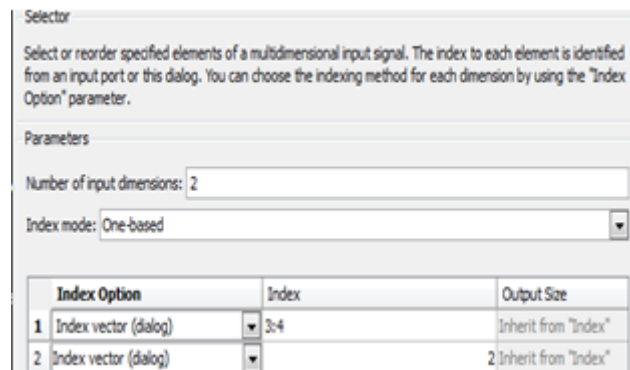 Selector
Select or reorder specified elements of a multidimensional input signal. The index to each element is identified
from an input port or this dialog. You can choose the indexing method for each dimension by using the "Index
Option" parameter.
Parameters
Number of input dimensions: 2
Index mode: One-based
Index Option Index Output Size
1 Index vector (dialog) 3:4 Inherit from "Index"
2 Index vector (dialog) 2 Inherit from "Index"